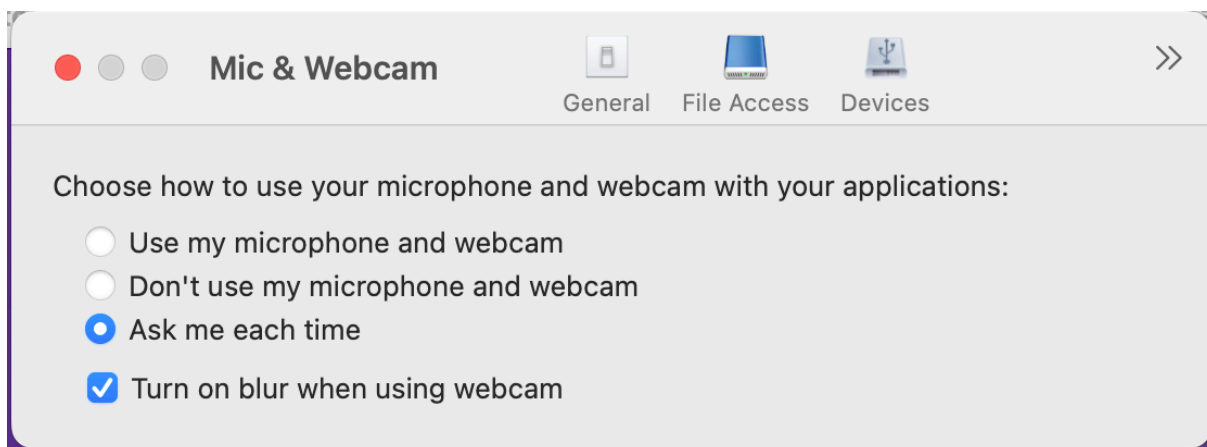 Mic & Webcam
General File Access Devices
Choose how to use your microphone and webcam with your applications:
Use my microphone and webcam
Don't use my microphone and webcam
Ask me each time
Turn on blur when using webcam